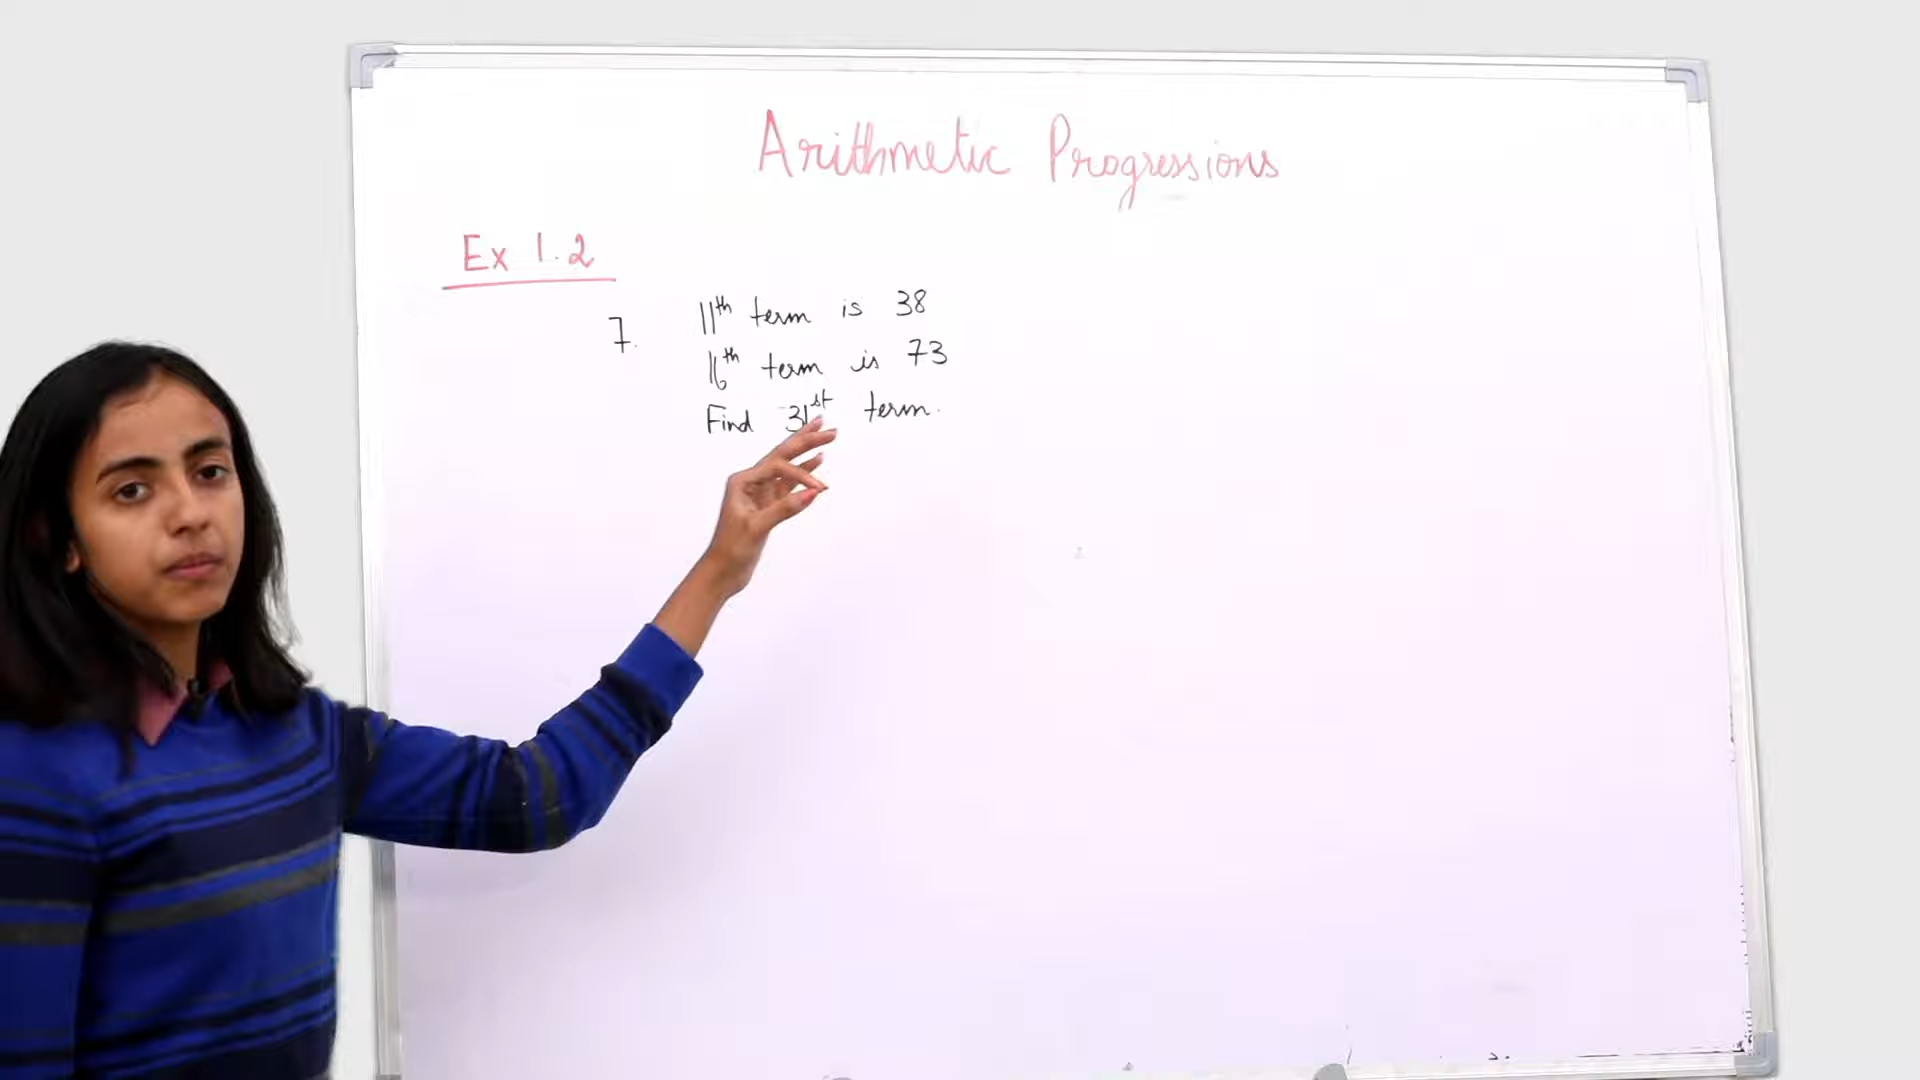 Arithmetic Progressions
Ex 1.2
7. 11th term is 38
16th term is 73
Find 31st term.